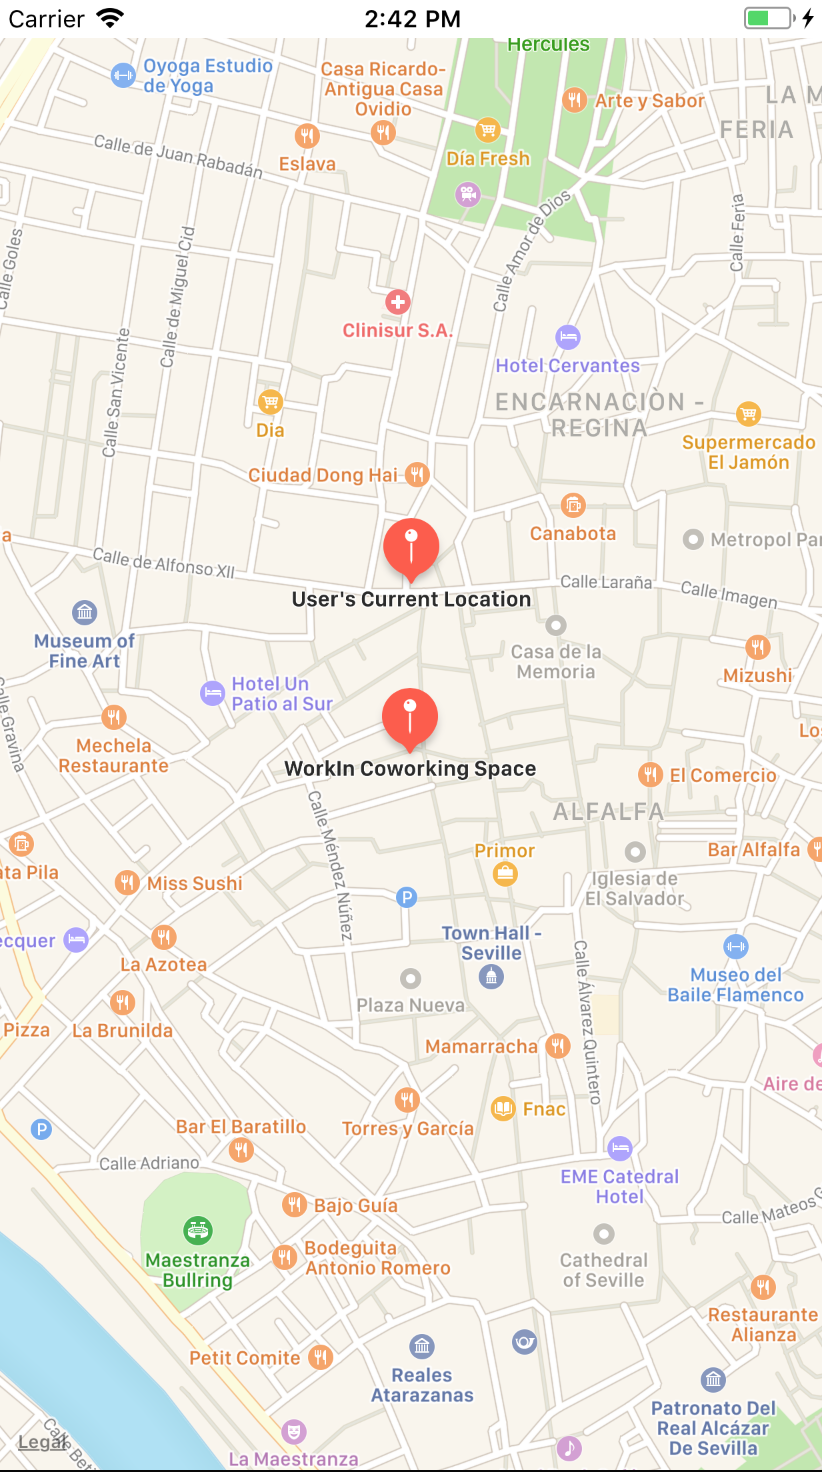 Carrier
2:42 PM
Hércules
Oyoga Estudio
de Yoga
Casa Ricardo-
Antigua Casa
Ovidio
Arte y Sabor
LA M
FERIA
Día Fresh
Eslava
Calle de Juan Rabadán
Calle Amor de Dios
Calle Feria
Calle Goles
Calle de Miguel Cid
Clinisur S.A.
Hotel Cervantes
Calle San Vicente
ENCARNACIÒN -
REGINA
Dia
Supermercado
El Jamón
Ciudad Dong Hai
Canabota
a
Metropol Par
Calle de Alfonso XII
Calle Laraña
Calle Imagen
User's Current Location
Museum of
Fine Art
Casa de la
Memoria
Mizushi
Hotel Un
Patio al Sur
Calle Gravina
Mechela
Restaurante
Los
WorkIn Coworking Space
El Comercio
ALFALFA
Calle Méndez Núñez
Primor
Bar Alfalfa
ata Pila
Miss Sushi
Iglesia de
El Salvador
P
ecquer
La Azotea
Town Hall -
Seville
Calle Álvarez Quintero
Museo del
Baile Flamenco
Plaza Nueva
Pizza
La Brunilda
Mamarracha
Aire de
Fnac
P
Bar El Baratillo
Torres y García
Calle Adriano
EME Catedral
Hotel
Bajo Guía
Calle Mateos G
Maestranza
Bullring
Bodeguita
Antonio Romero
Cathedral
of Seville
Restaurante
Alianza
Petit Comite
Reales
Atarazanas
Patronato Del
Real Alcázar
De Sevilla
Legal
Calle Beti
La Maestranza